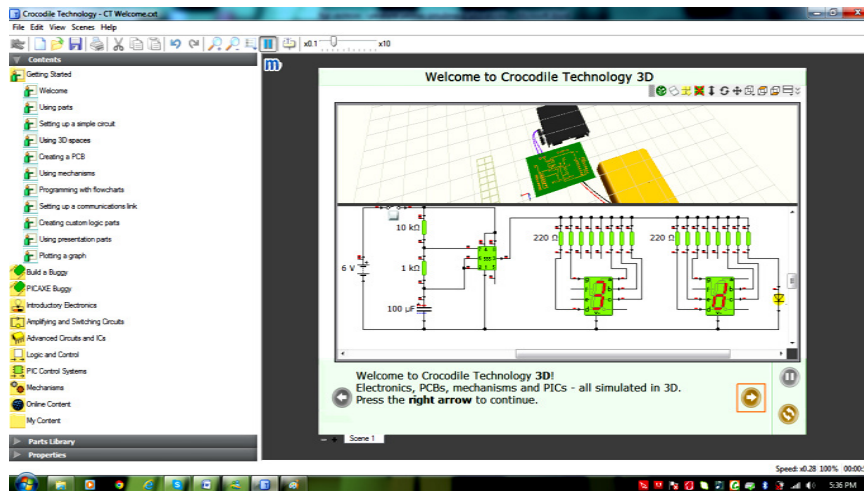 Crocodile Technology - CT Welcome.cxt
File Edit View Scenes Help
x0.1
x10
Contents
Getting Started
Welcome
Using parts
Setting up a simple circuit
Using 3D spaces
Creating a PCB
Using mechanisms
Programming with flowcharts
Setting up a communications link
Creating custom logic parts
Using presentation parts
Plotting a graph
Build a Buggy
PICAXE Buggy
Introductory Electronics
Amplifying and Switching Circuits
Advanced Circuits and ICs
Logic and Control
PIC Control Systems
Mechanisms
Online Content
My Content
Parts Library
Properties
Welcome to Crocodile Technology 3D
10 kΩ
6 V
1 kΩ
100 µF
555
220 Ω
220 Ω
Welcome to Crocodile Technology 3D!
Electronics, PCBs, mechanisms and PICs - all simulated in 3D.
Press the right arrow to continue.
Scene 1
Speed: x0.28 100% 00:00:
5:36 PM